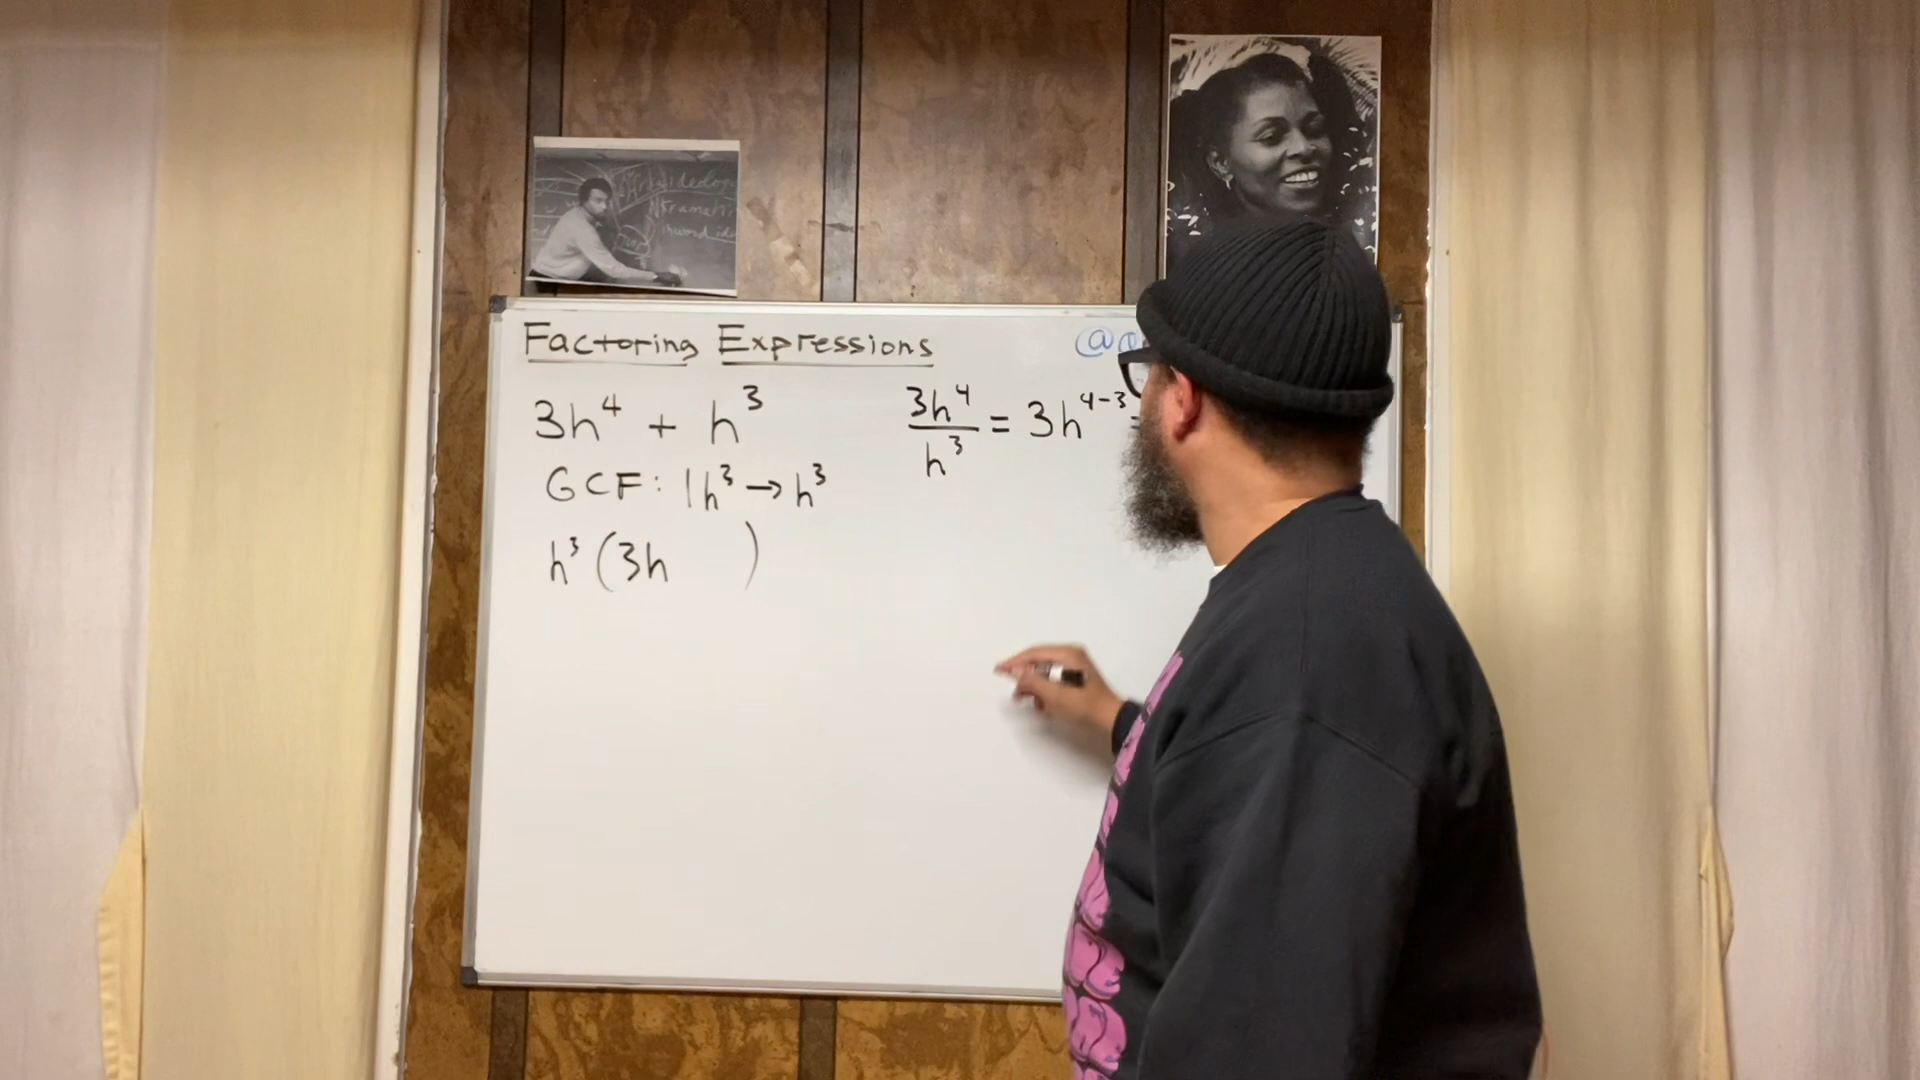 Factoring Expressions @
3h⁴ + h³
GCF: 1h³ → h³
h³(3h )
3h⁴/h³ = 3h⁴⁻³ =